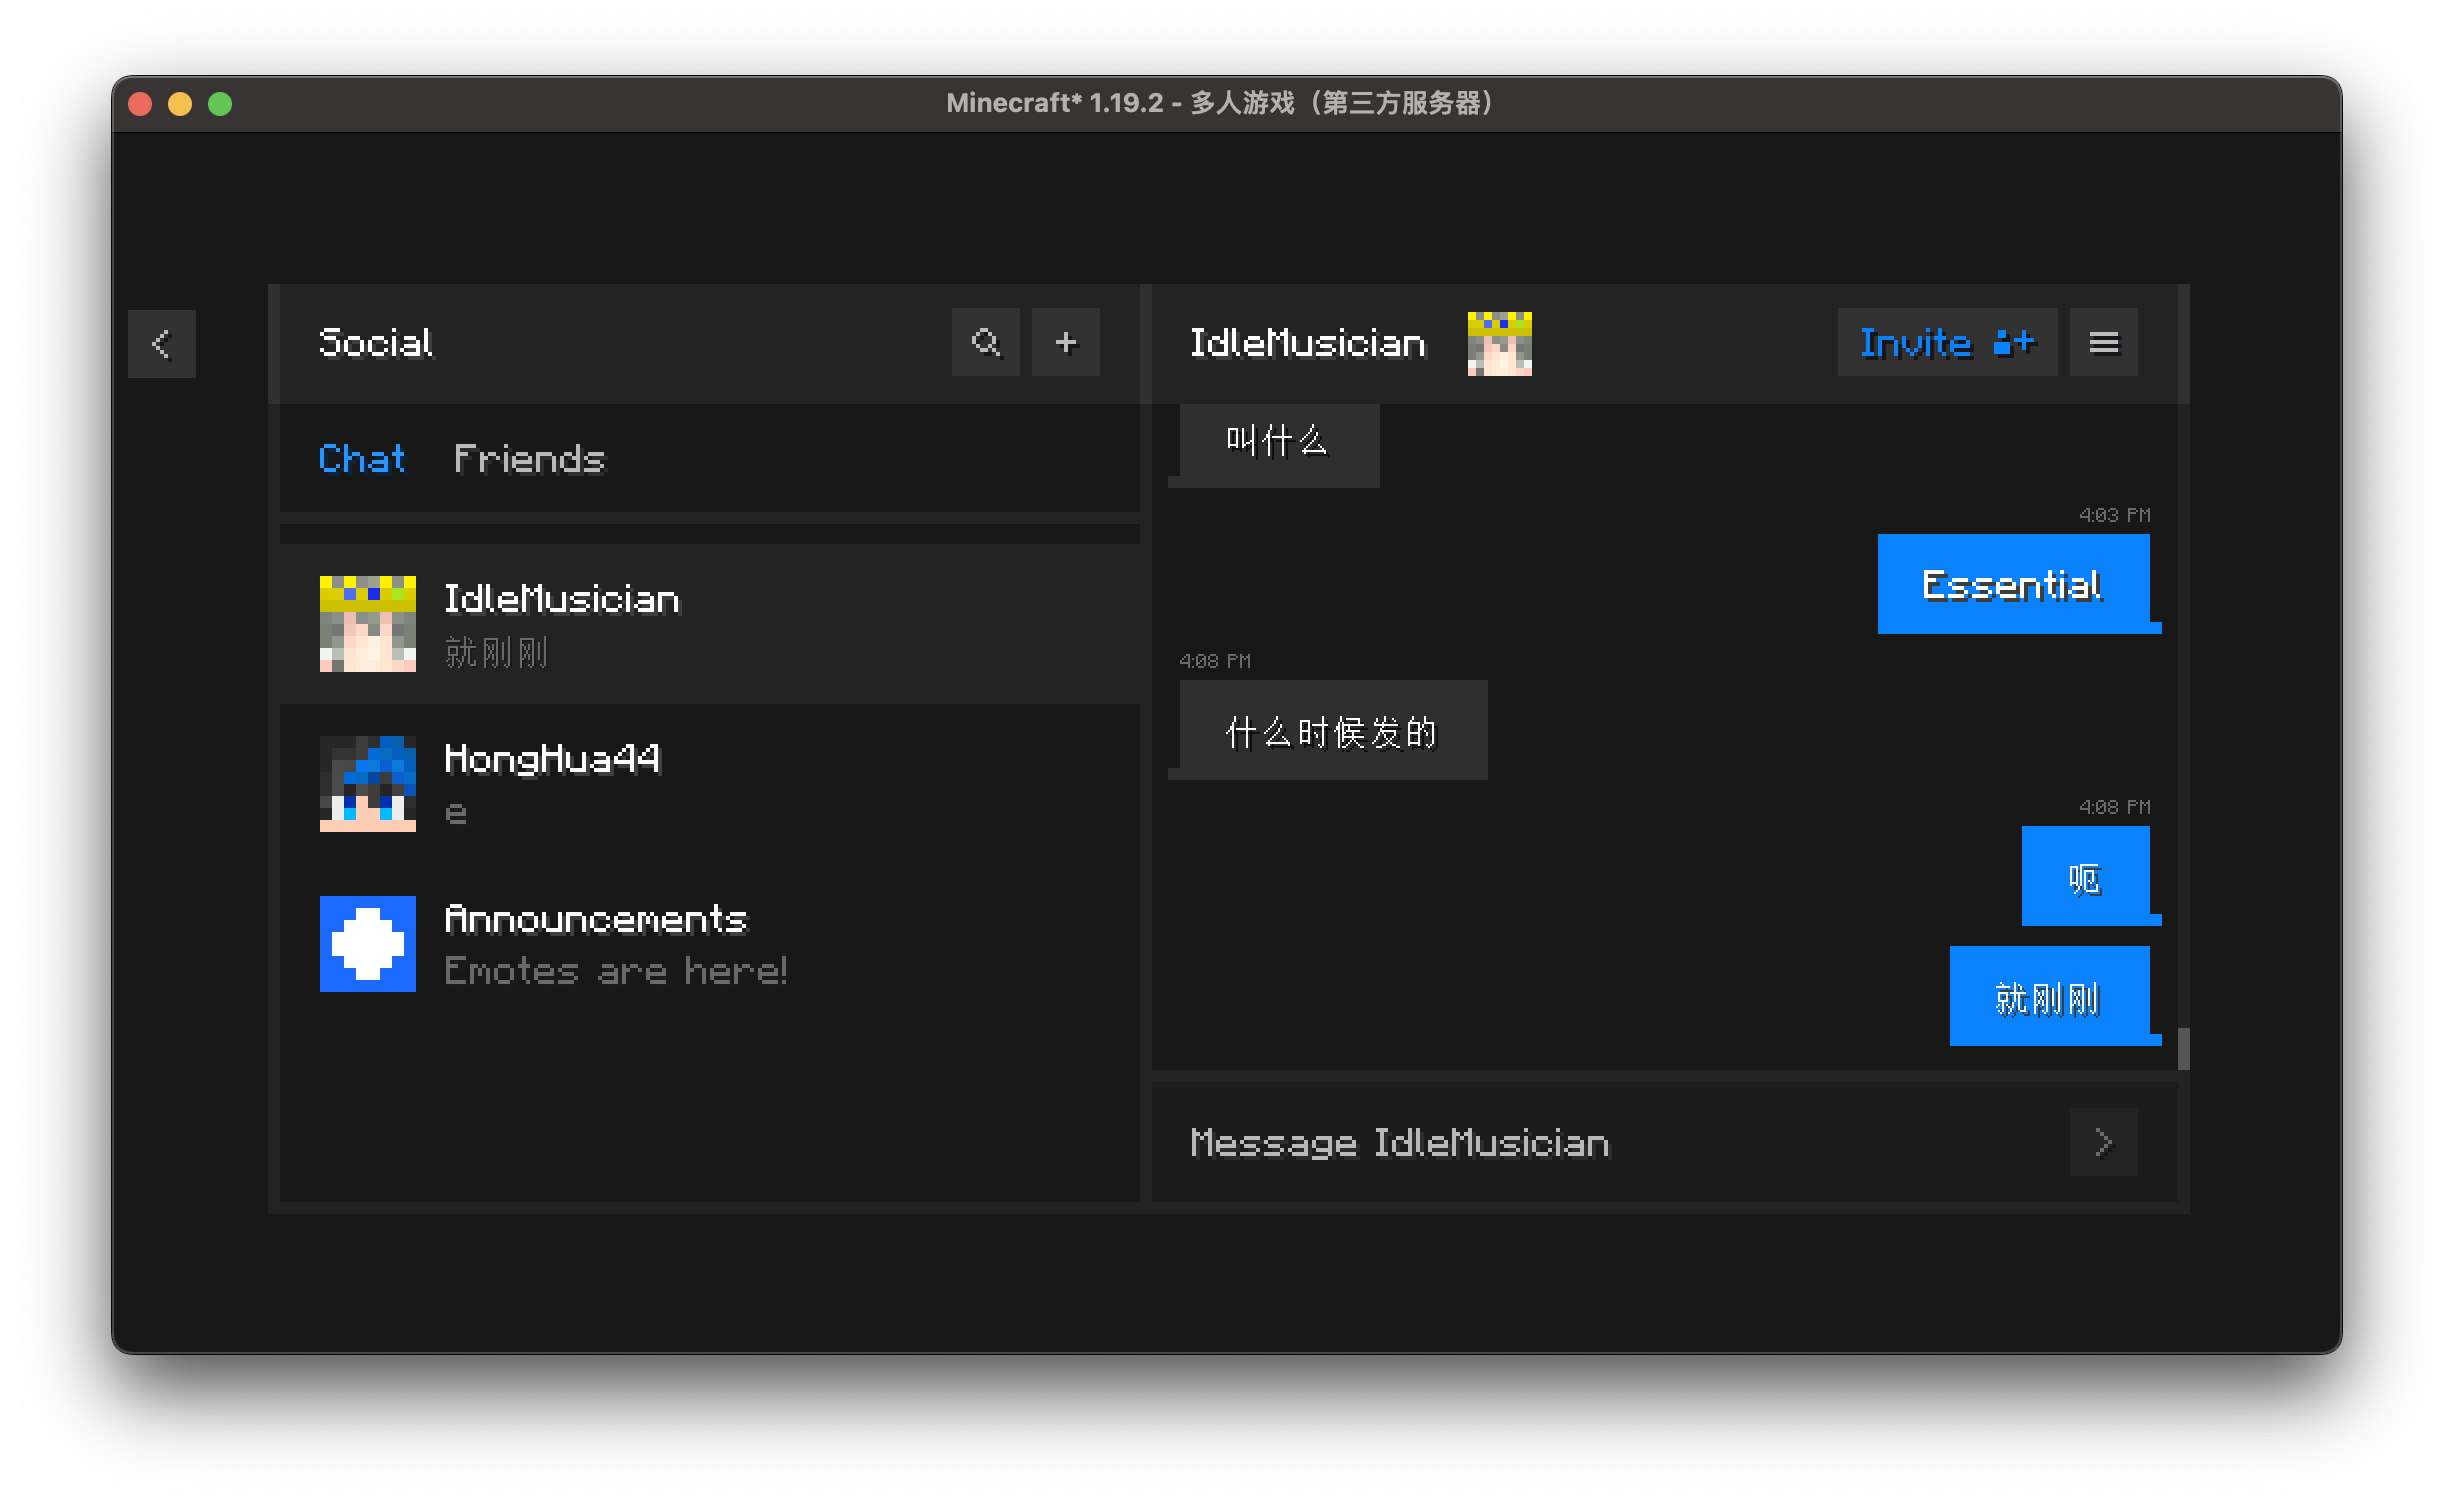 Minecraft* 1.19.2 - 多人游戏（第三方服务器）
Social
Chat Friends
IdleMusician
就刚刚
HongHua44
e
Announcements
Emotes are here!
IdleMusician
Invite
叫什么
4:03 PM
Essential
4:08 PM
什么时候发的
4:08 PM
呃
就刚刚
Message IdleMusician